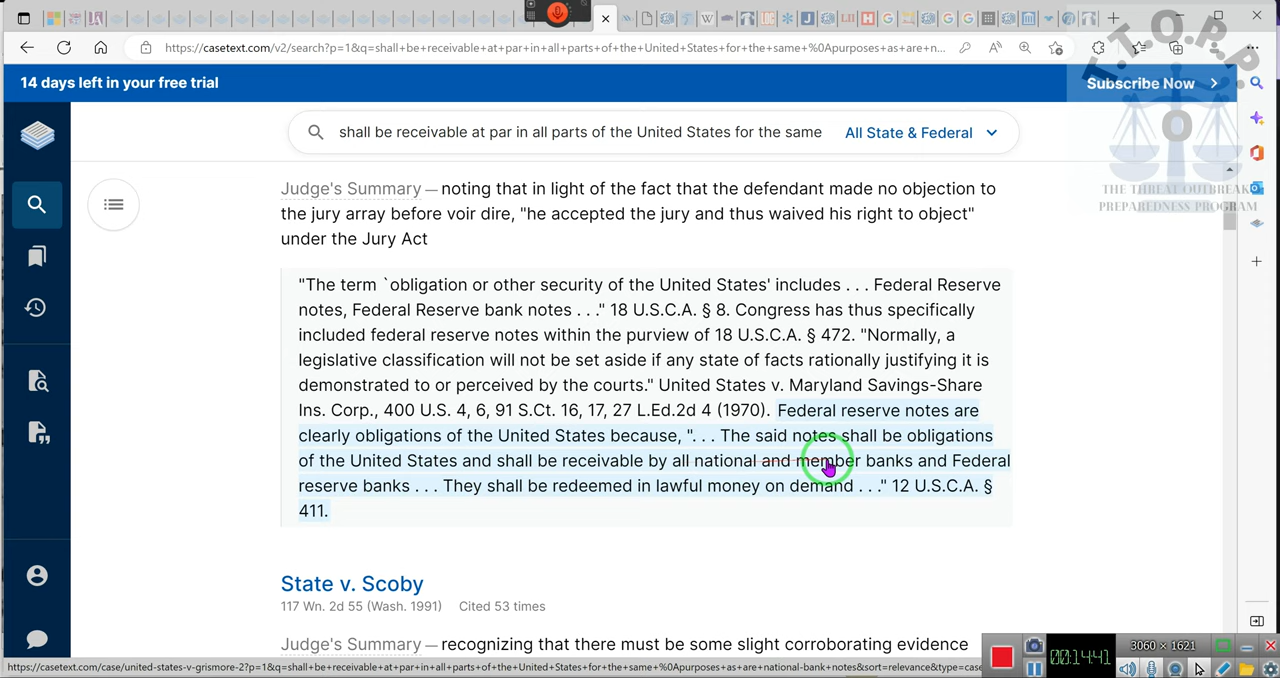 https://casetext.com/v2/search?p=1&q=shall+be+receivable+at+par+in+all+parts+of+the+United+States+for+the+same+%0Apurposes+as+are+n...
14 days left in your free trial
Subscribe Now
T.T.O.R.P.
THE THREAT OUTBREAK
PREPAREDNESS PROGRAM
shall be receivable at par in all parts of the United States for the same
All State & Federal
Judge's Summary — noting that in light of the fact that the defendant made no objection to
the jury array before voir dire, "he accepted the jury and thus waived his right to object"
under the Jury Act
"The term `obligation or other security of the United States' includes . . . Federal Reserve
notes, Federal Reserve bank notes . . ." 18 U.S.C.A. § 8. Congress has thus specifically
included federal reserve notes within the purview of 18 U.S.C.A. § 472. "Normally, a
legislative classification will not be set aside if any state of facts rationally justifying it is
demonstrated to or perceived by the courts." United States v. Maryland Savings-Share
Ins. Corp., 400 U.S. 4, 6, 91 S.Ct. 16, 17, 27 L.Ed.2d 4 (1970). Federal reserve notes are
clearly obligations of the United States because, ". . . The said notes shall be obligations
of the United States and shall be receivable by all national and member banks and Federal
reserve banks . . . They shall be redeemed in lawful money on demand . . ." 12 U.S.C.A. §
411.
State v. Scoby
117 Wn. 2d 55 (Wash. 1991) Cited 53 times
Judge's Summary — recognizing that there must be some slight corroborating evidence
3060 × 1621
00:14:41
https://casetext.com/case/united-states-v-grismore-2?p=1&q=shall+be+receivable+at+par+in+all+parts+of+the+United+States+for+the+same+%0Apurposes+as+are+national-bank+notes&sort=relevance&type=case